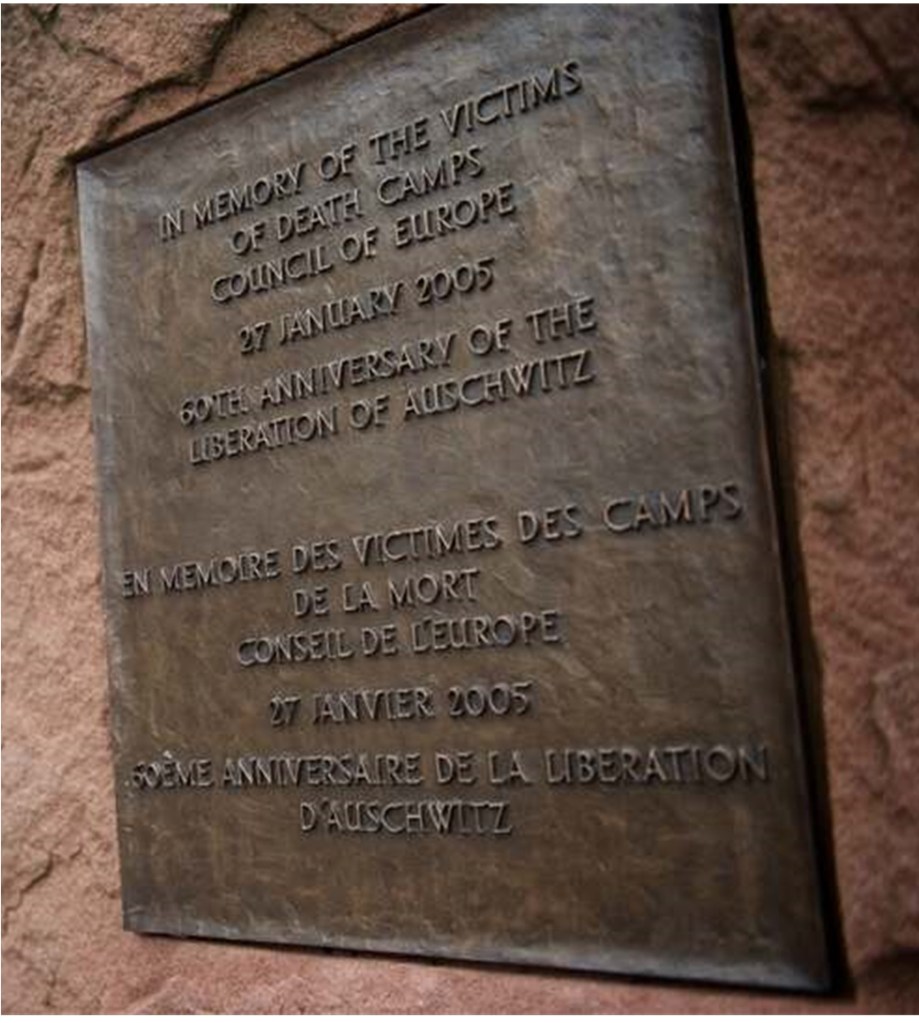 IN MEMORY OF THE VICTIMS
OF DEATH CAMPS
COUNCIL OF EUROPE
27 JANUARY 2005
60TH ANNIVERSARY OF THE
LIBERATION OF AUSCHWITZ
EN MEMOIRE DES VICTIMES DES CAMPS
DE LA MORT
CONSEIL DE L'EUROPE
27 JANVIER 2005
60ÈME ANNIVERSAIRE DE LA LIBERATION
D'AUSCHWITZ